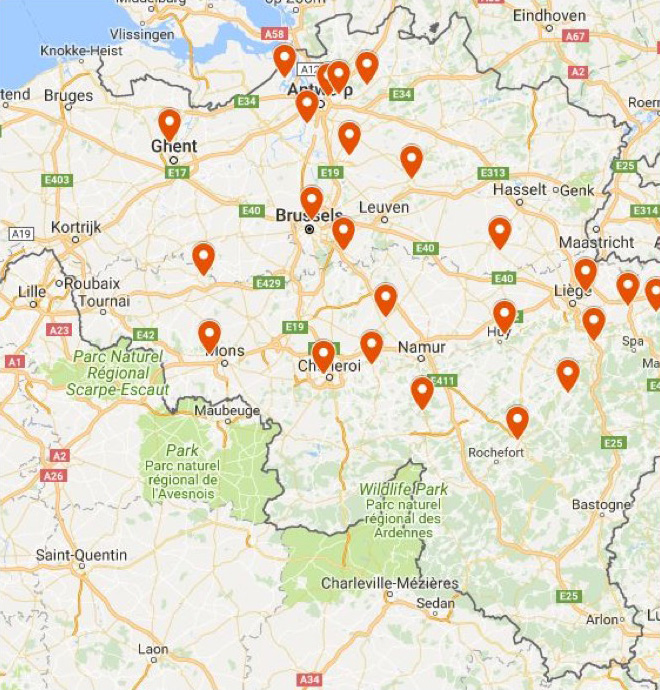 Middelburg
Op Zoom
Eindhoven
Vlissingen
A58
A67
Knokke-Heist
A12
A2
tend
Bruges
E34
Antwerp
E34
Roerm
Ghent
E17
E19
E313
E25
E403
Hasselt
Genk
E40
Leuven
E314
A19
Kortrijk
Brussels
E40
Maastricht
Lille
Roubaix
Tournai
E429
E40
Liège
A23
E42
E19
Huy
Spa
A1
Parc Naturel
Régional
Scarpe-Escaut
Mons
Charleroi
Namur
E411
Maubeuge
Rochefort
E25
A2
A26
Park
Parc naturel
régional de
l'Avesnois
Wildlife Park
Parc naturel
régional des
Ardennes
Bastogne
Saint-Quentin
Charleville-Mézières
Sedan
E25
Arlon
Lu
Laon
A34